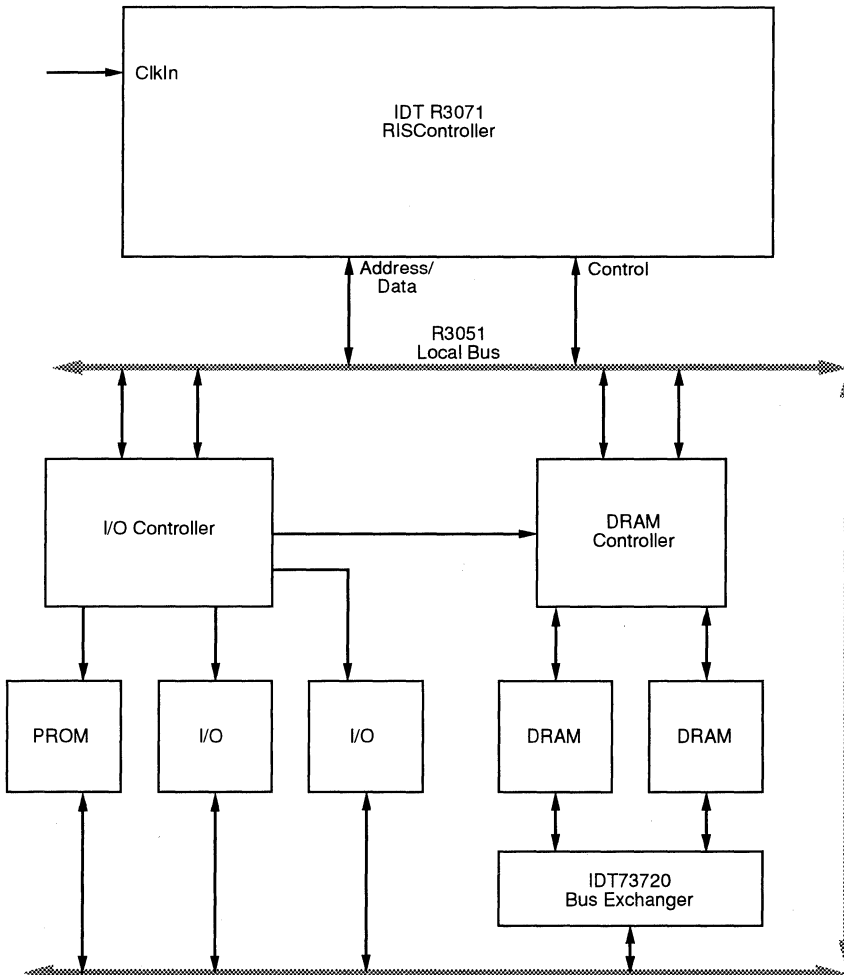 ClkIn
IDT R3071
RISController
Address/
Data
Control
R3051
Local Bus
I/O Controller
DRAM
Controller
PROM
I/O
I/O
DRAM
DRAM
IDT73720
Bus Exchanger